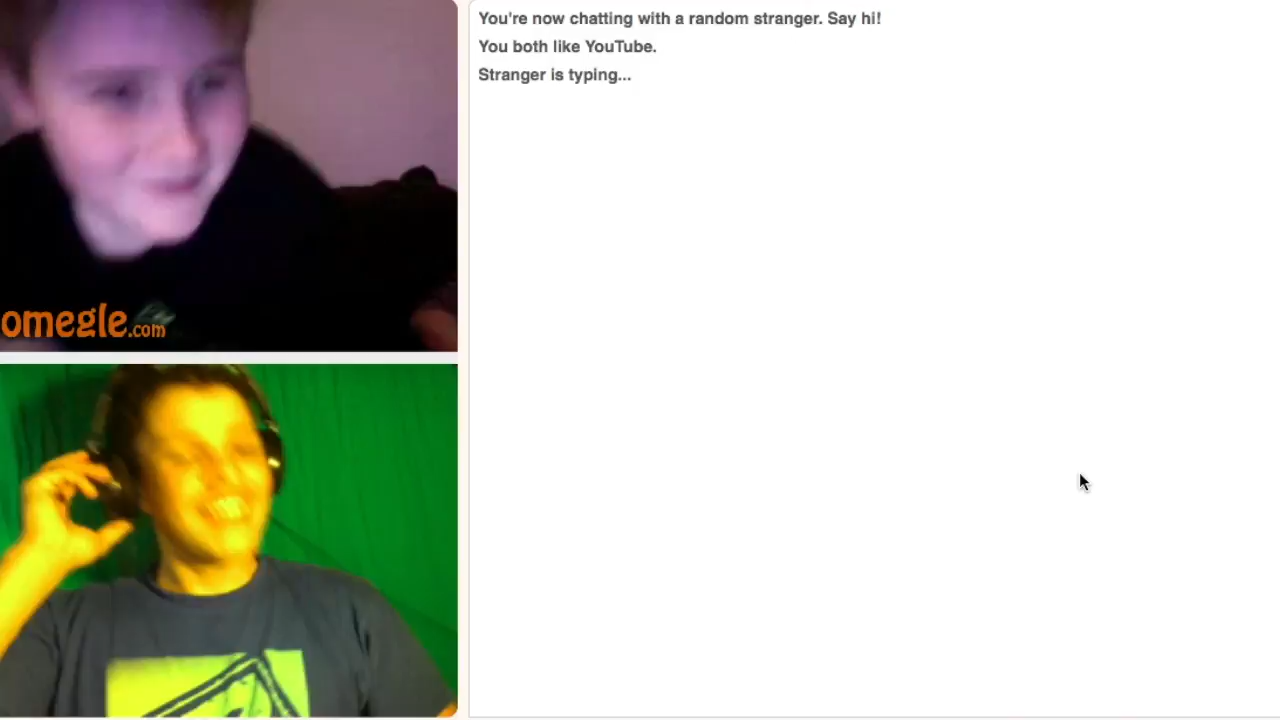 You're now chatting with a random stranger. Say hi!
You both like YouTube.
Stranger is typing...
omegle.com